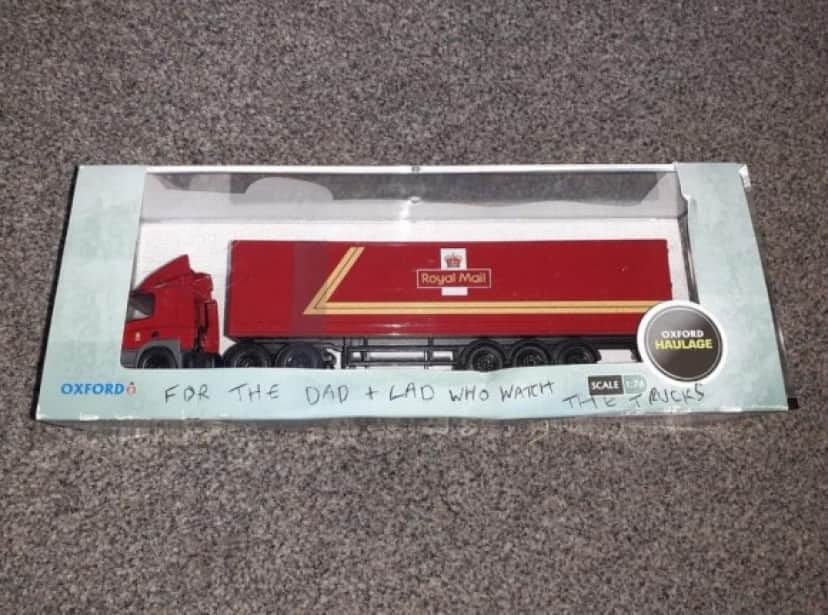 Royal Mail
OXFORD
HAULAGE
OXFORD
SCALE 1:76
FOR THE DAD + LAD WHO WATCH THE TRUCKS